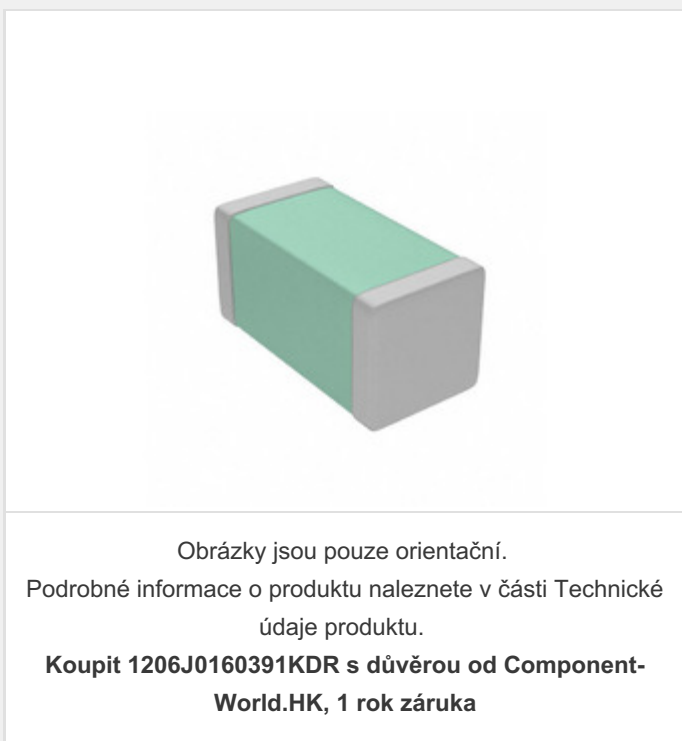 Obrázky jsou pouze orientační.
Podrobné informace o produktu naleznete v části Technické
údaje produktu.
Koupit 1206J0160391KDR s důvěrou od Component-
World.HK, 1 rok záruka